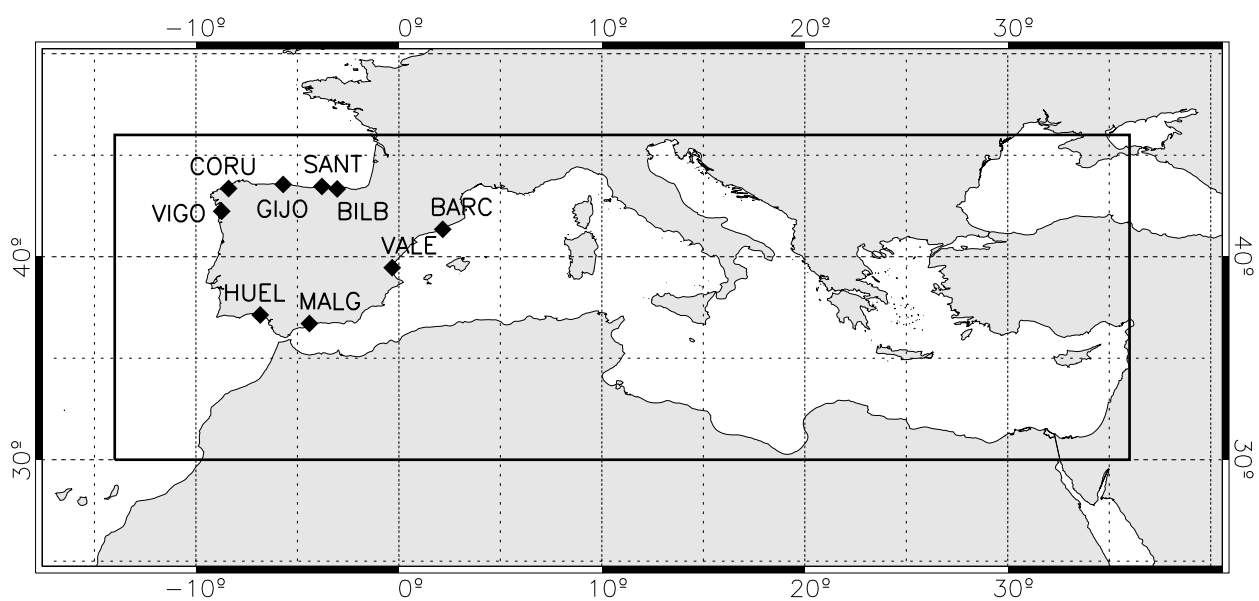 −10º 0º 10º 20º 30º
CORU SANT
VIGO GIJO BILB BARC
VALE
40º 40º
HUEL MALG
30º 30º
−10º 0º 10º 20º 30º